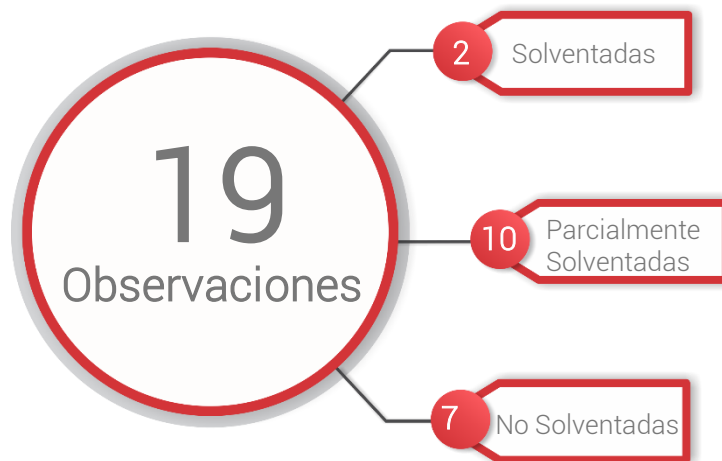 19
Observaciones
2
Solventadas
10
Parcialmente
Solventadas
7
No Solventadas